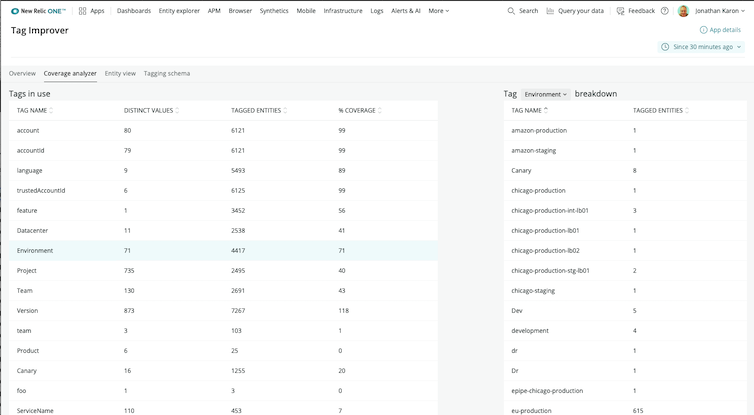 New Relic ONE™ Apps Dashboards Entity explorer APM Browser Synthetics Mobile Infrastructure Logs Alerts & AI More Search Query your data Feedback Jonathan Karon
Tag Improver
App details
Since 30 minutes ago
Overview Coverage analyzer Entity view Tagging schema
Tags in use
TAG NAME DISTINCT VALUES TAGGED ENTITIES % COVERAGE
account 80 6121 99
accountId 79 6121 99
language 9 5493 89
trustedAccountId 6 6125 99
feature 1 3452 56
Datacenter 11 2538 41
Environment 71 4417 71
Project 735 2495 40
Team 130 2691 43
Version 873 7267 118
team 3 103 1
Product 6 25 0
Canary 16 1255 20
foo 1 3 0
ServiceName 110 453 7
Tag Environment breakdown
TAG NAME TAGGED ENTITIES
amazon-production 1
amazon-staging 1
Canary 8
chicago-production 1
chicago-production-int-lb01 3
chicago-production-lb01 1
chicago-production-lb02 1
chicago-production-stg-lb01 2
chicago-staging 1
Dev 5
development 4
dr 1
Dr 1
epipe-chicago-production 1
eu-production 615